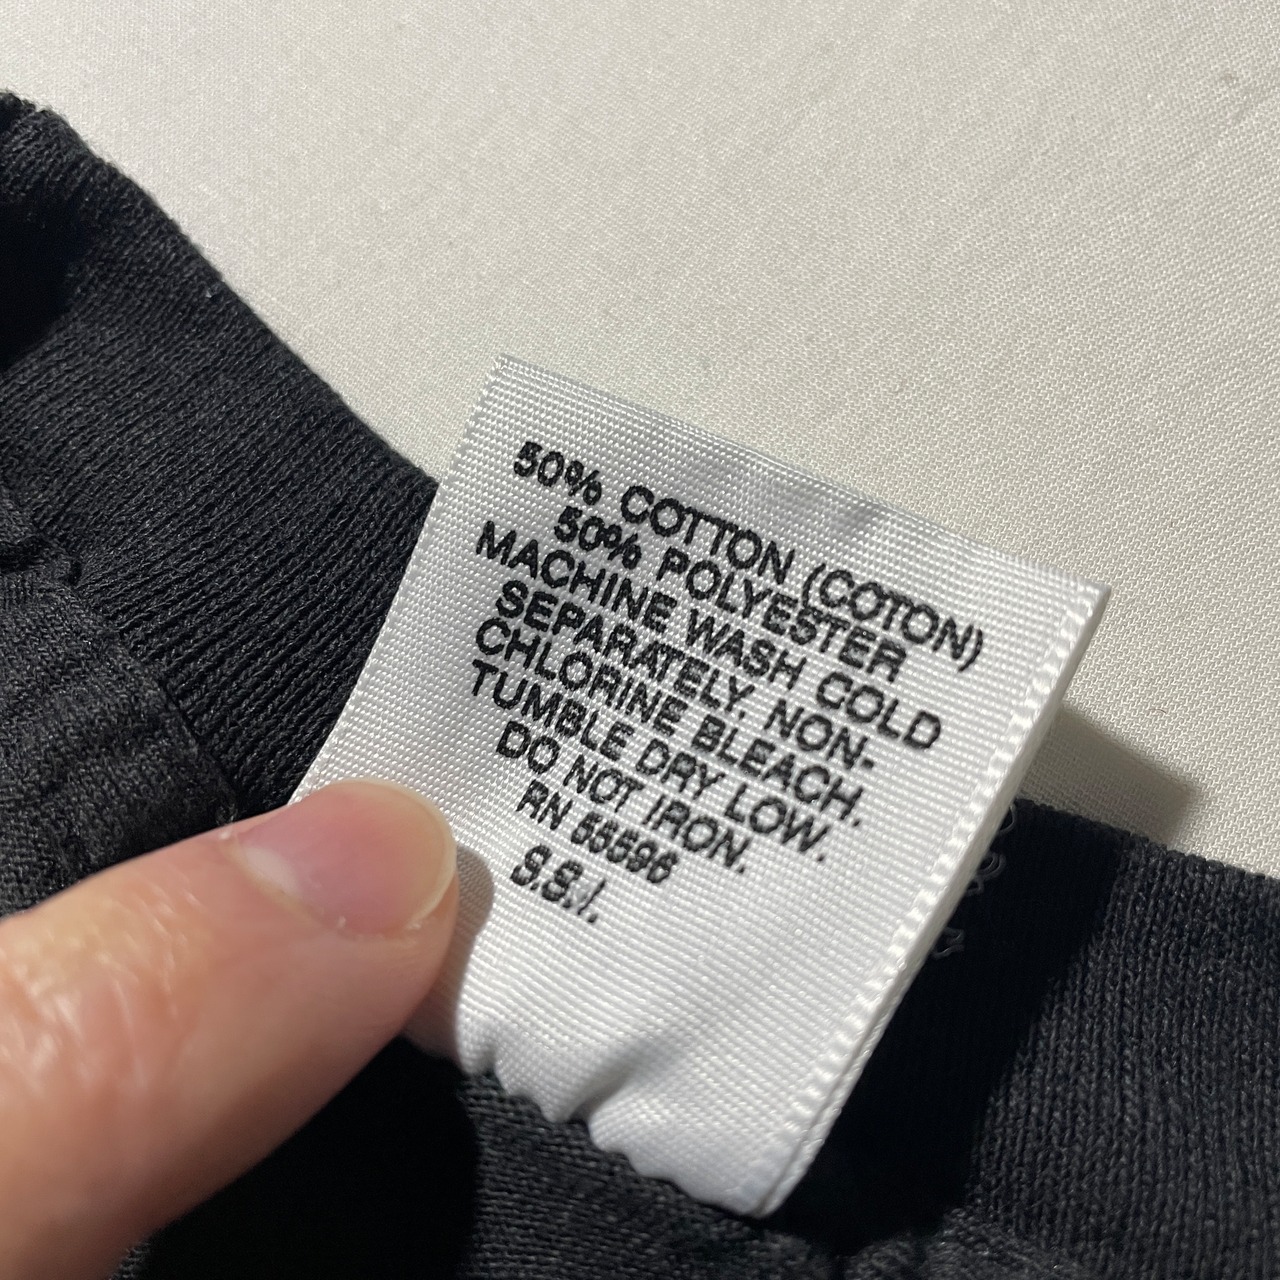 50% COTTON (COTON)
50% POLYESTER
MACHINE WASH COLD
SEPARATELY. NON-
CHLORINE BLEACH.
TUMBLE DRY LOW.
DO NOT IRON.
RN 55596
S.S.I.